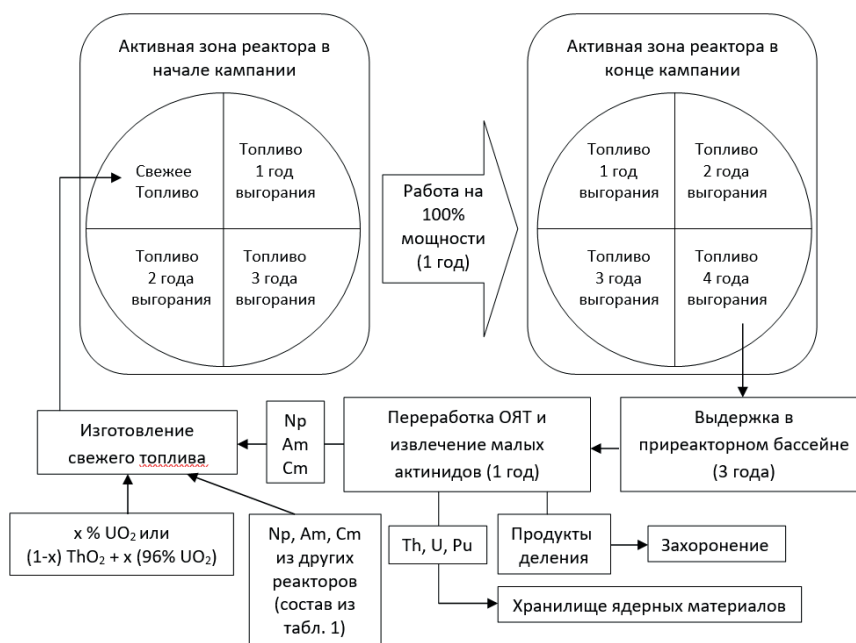 Активная зона реактора в
начале кампании
Свежее
Топливо
Топливо
1 год
выгорания
Топливо
2 года
выгорания
Топливо
3 года
выгорания
Работа на
100%
мощности
(1 год)
Активная зона реактора в
конце кампании
Топливо
1 год
выгорания
Топливо
2 год
выгорания
Топливо
3 года
выгорания
Топливо
4 года
выгорания
Изготовление
свежего топлива
Np
Am
Cm
Переработка ОЯТ и
извлечение малых
актинидов (1 год)
Выдержка в
приреакторном бассейне
(3 года)
x % UO₂ или
(1-x) ThO₂ + x (96% UO₂)
Np, Am, Cm
из других
реакторов
(состав из
табл. 1)
Th, U, Pu
Продукты
деления
Захоронение
Хранилище ядерных материалов